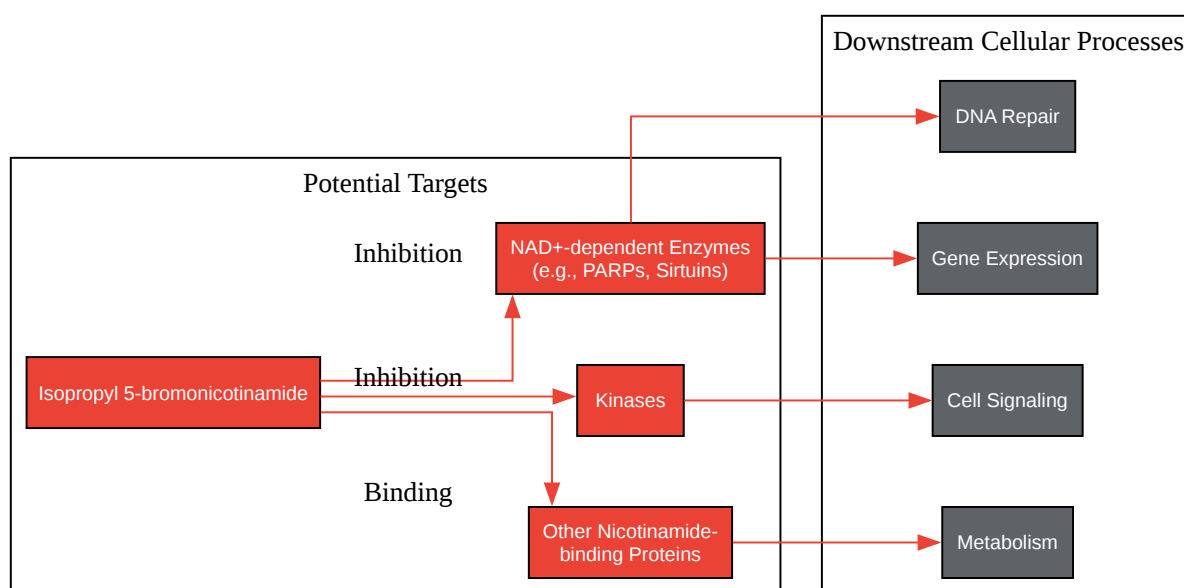 Downstream Cellular Processes
DNA Repair
Potential Targets
Inhibition
NAD+-dependent Enzymes
(e.g., PARPs, Sirtuins)
Gene Expression
Isopropyl 5-bromonicotinamide
Inhibition
Kinases
Cell Signaling
Binding
Other Nicotinamide-
binding Proteins
Metabolism